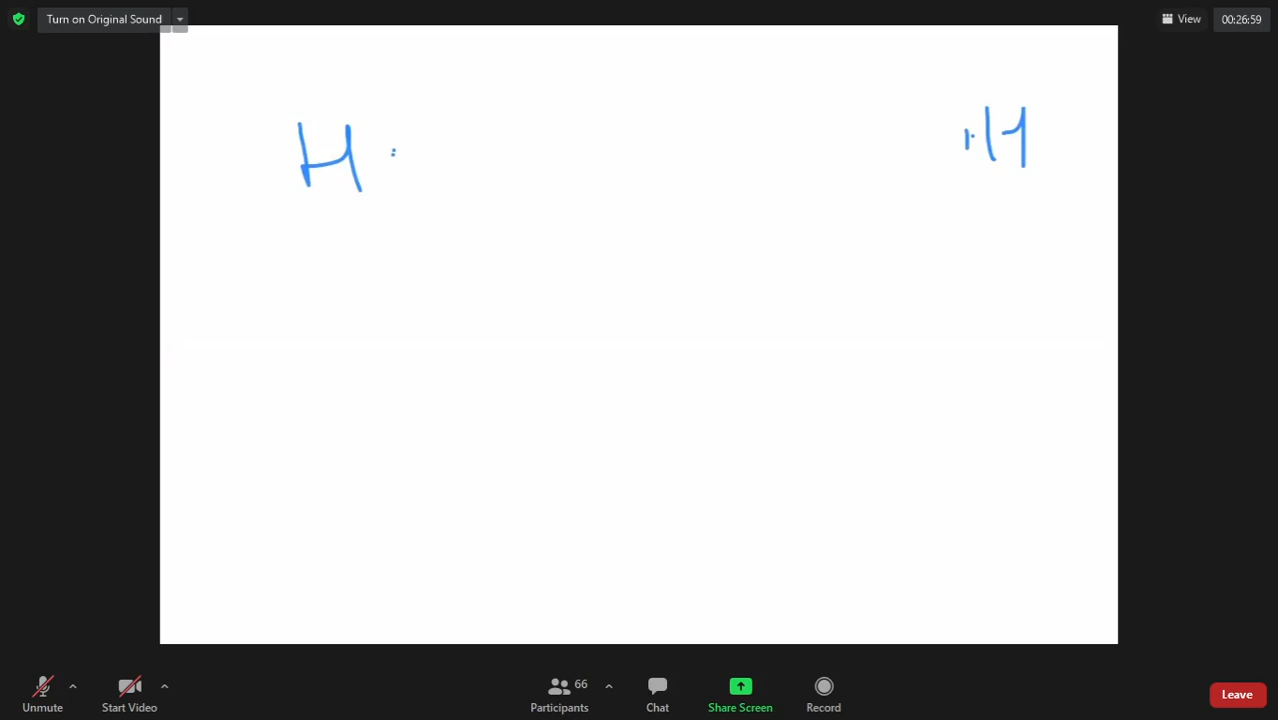 Turn on Original Sound
View
00:26:59
H :
Unmute
Start Video
66
Participants
Chat
Share Screen
Record
Leave